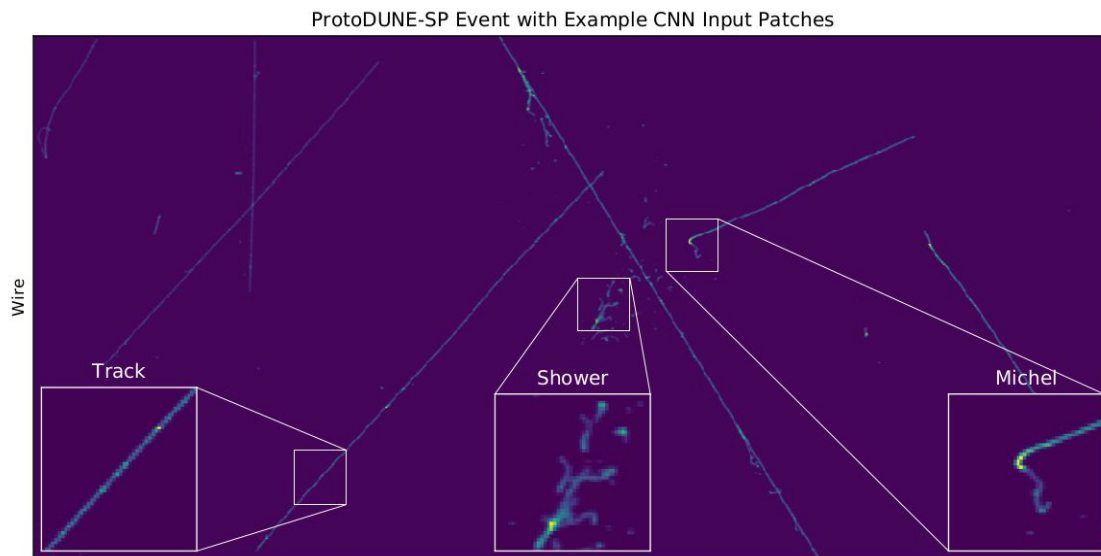 ProtoDUNE-SP Event with Example CNN Input Patches
Wire
Track
Shower
Michel